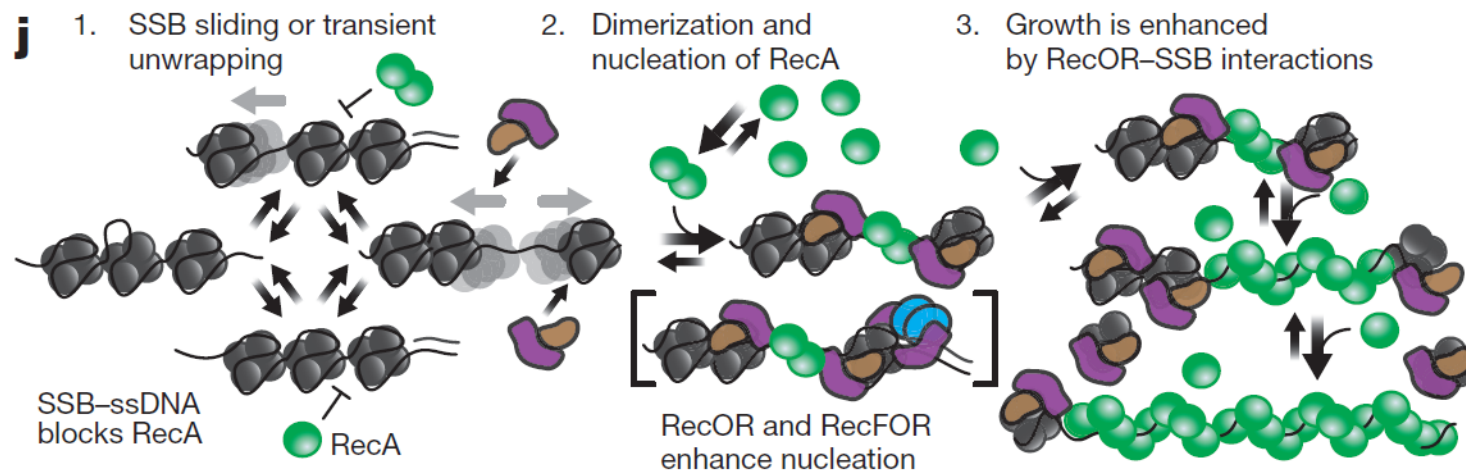 j
1. SSB sliding or transient
unwrapping
2. Dimerization and
nucleation of RecA
3. Growth is enhanced
by RecOR–SSB interactions
SSB–ssDNA
blocks RecA
RecA
RecOR and RecFOR
enhance nucleation